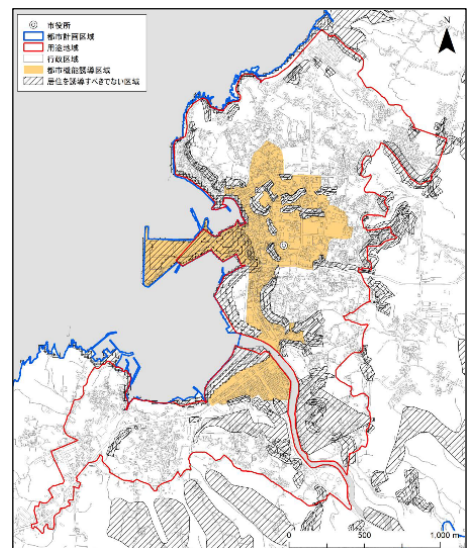 市役所
都市計画区域
用途地域
行政区域
都市機能誘導区域
居住を誘導すべきでない区域
N
0 500 1,000 m